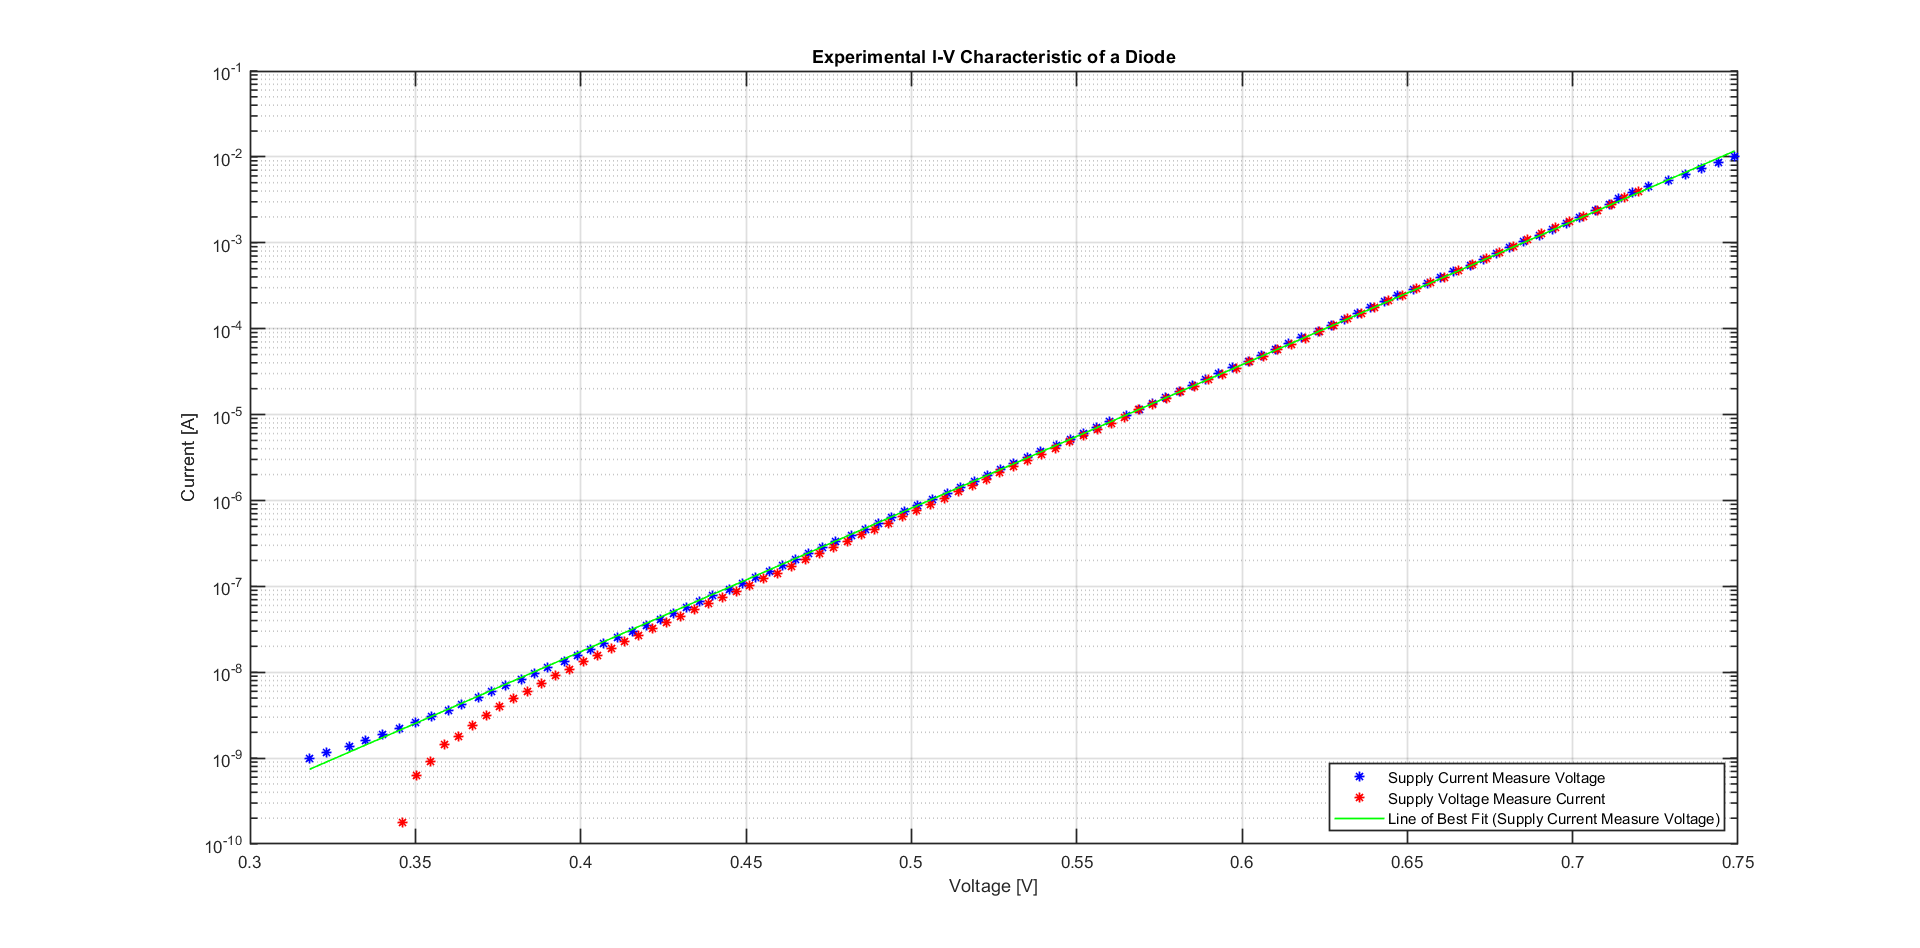 Experimental I-V Characteristic of a Diode
10^-1
10^-2
10^-3
10^-4
10^-5
10^-6
10^-7
10^-8
10^-9
10^-10
Current [A]
0.3 0.35 0.4 0.45 0.5 0.55 0.6 0.65 0.7 0.75
Voltage [V]
Supply Current Measure Voltage
Supply Voltage Measure Current
Line of Best Fit (Supply Current Measure Voltage)